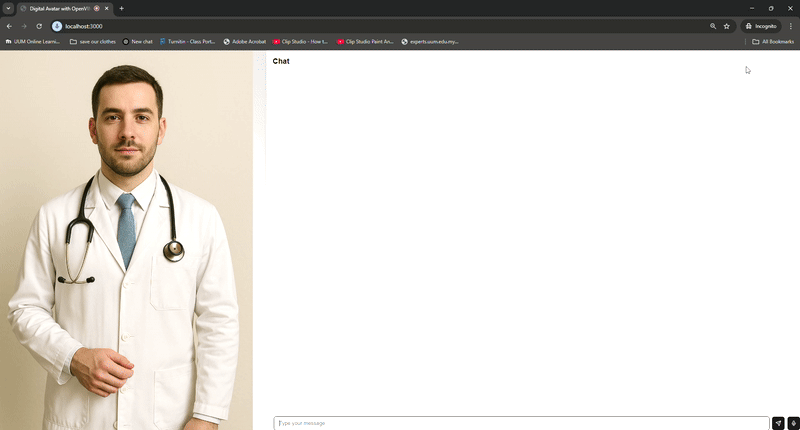 Digital Avatar with OpenVI
localhost:3000
Incognito
UUM Online Learni...
save our clothes
New chat
Turnitin - Class Port...
Adobe Acrobat
Clip Studio - How t...
Clip Studio Paint An...
experts.uum.edu.my...
All Bookmarks
Chat
Type your message